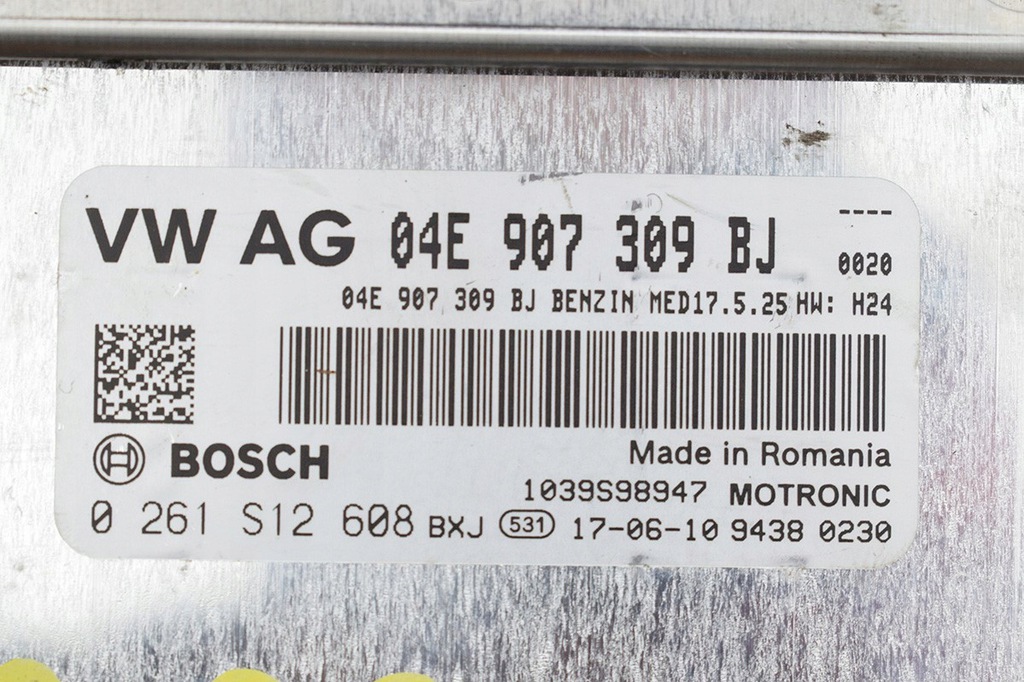 VW AG 04E 907 309 BJ
----
0020
04E 907 309 BJ BENZIN MED17.5.25 HW: H24
BOSCH
Made in Romania
1039S98947 MOTRONIC
0 261 S12 608 BXJ 531 17-06-10 9438 0230